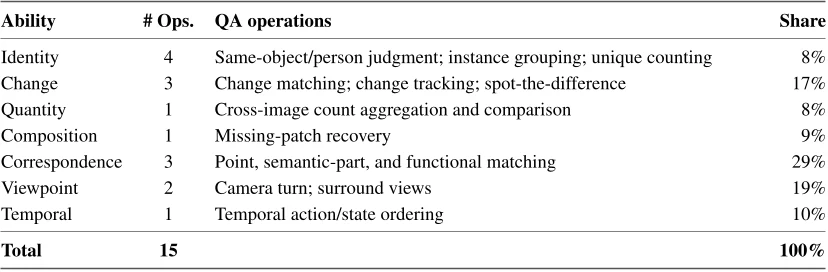 Ability # Ops. QA operations Share
Identity 4 Same-object/person judgment; instance grouping; unique counting 8%
Change 3 Change matching; change tracking; spot-the-difference 17%
Quantity 1 Cross-image count aggregation and comparison 8%
Composition 1 Missing-patch recovery 9%
Correspondence 3 Point, semantic-part, and functional matching 29%
Viewpoint 2 Camera turn; surround views 19%
Temporal 1 Temporal action/state ordering 10%
Total 15 100%